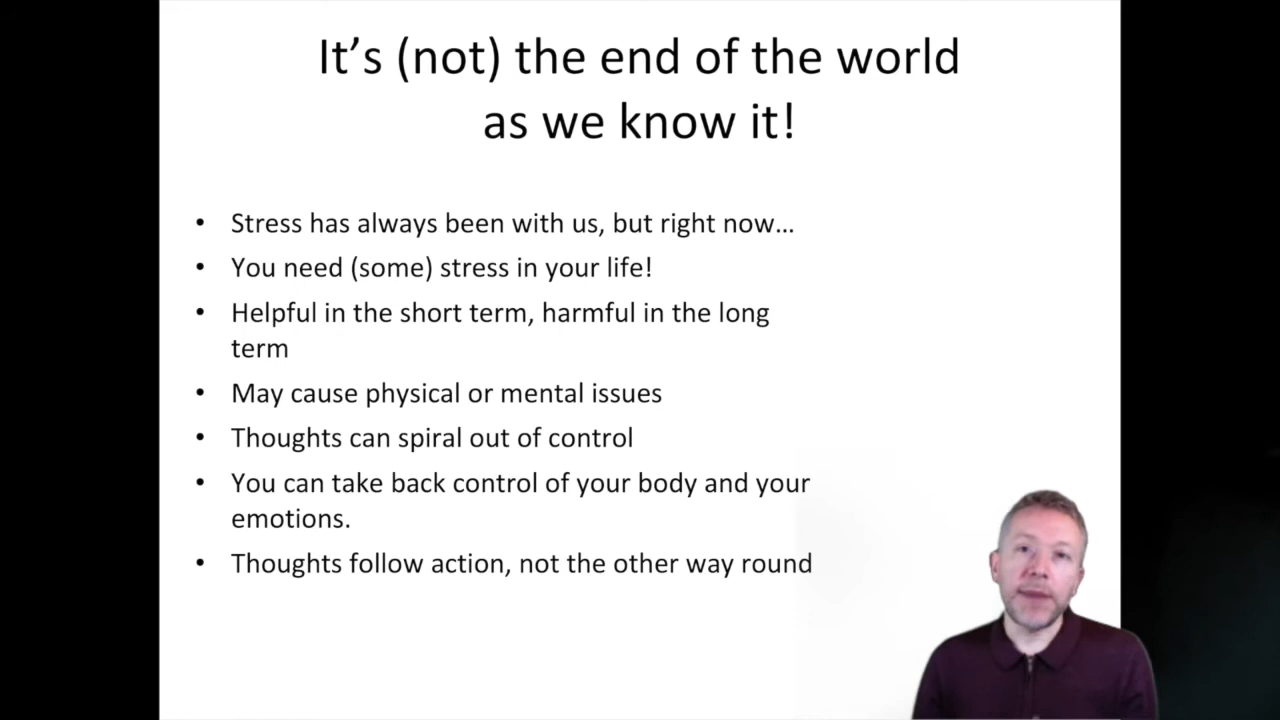 It’s (not) the end of the world
as we know it!
• Stress has always been with us, but right now…
• You need (some) stress in your life!
• Helpful in the short term, harmful in the long
term
• May cause physical or mental issues
• Thoughts can spiral out of control
• You can take back control of your body and your
emotions.
• Thoughts follow action, not the other way round